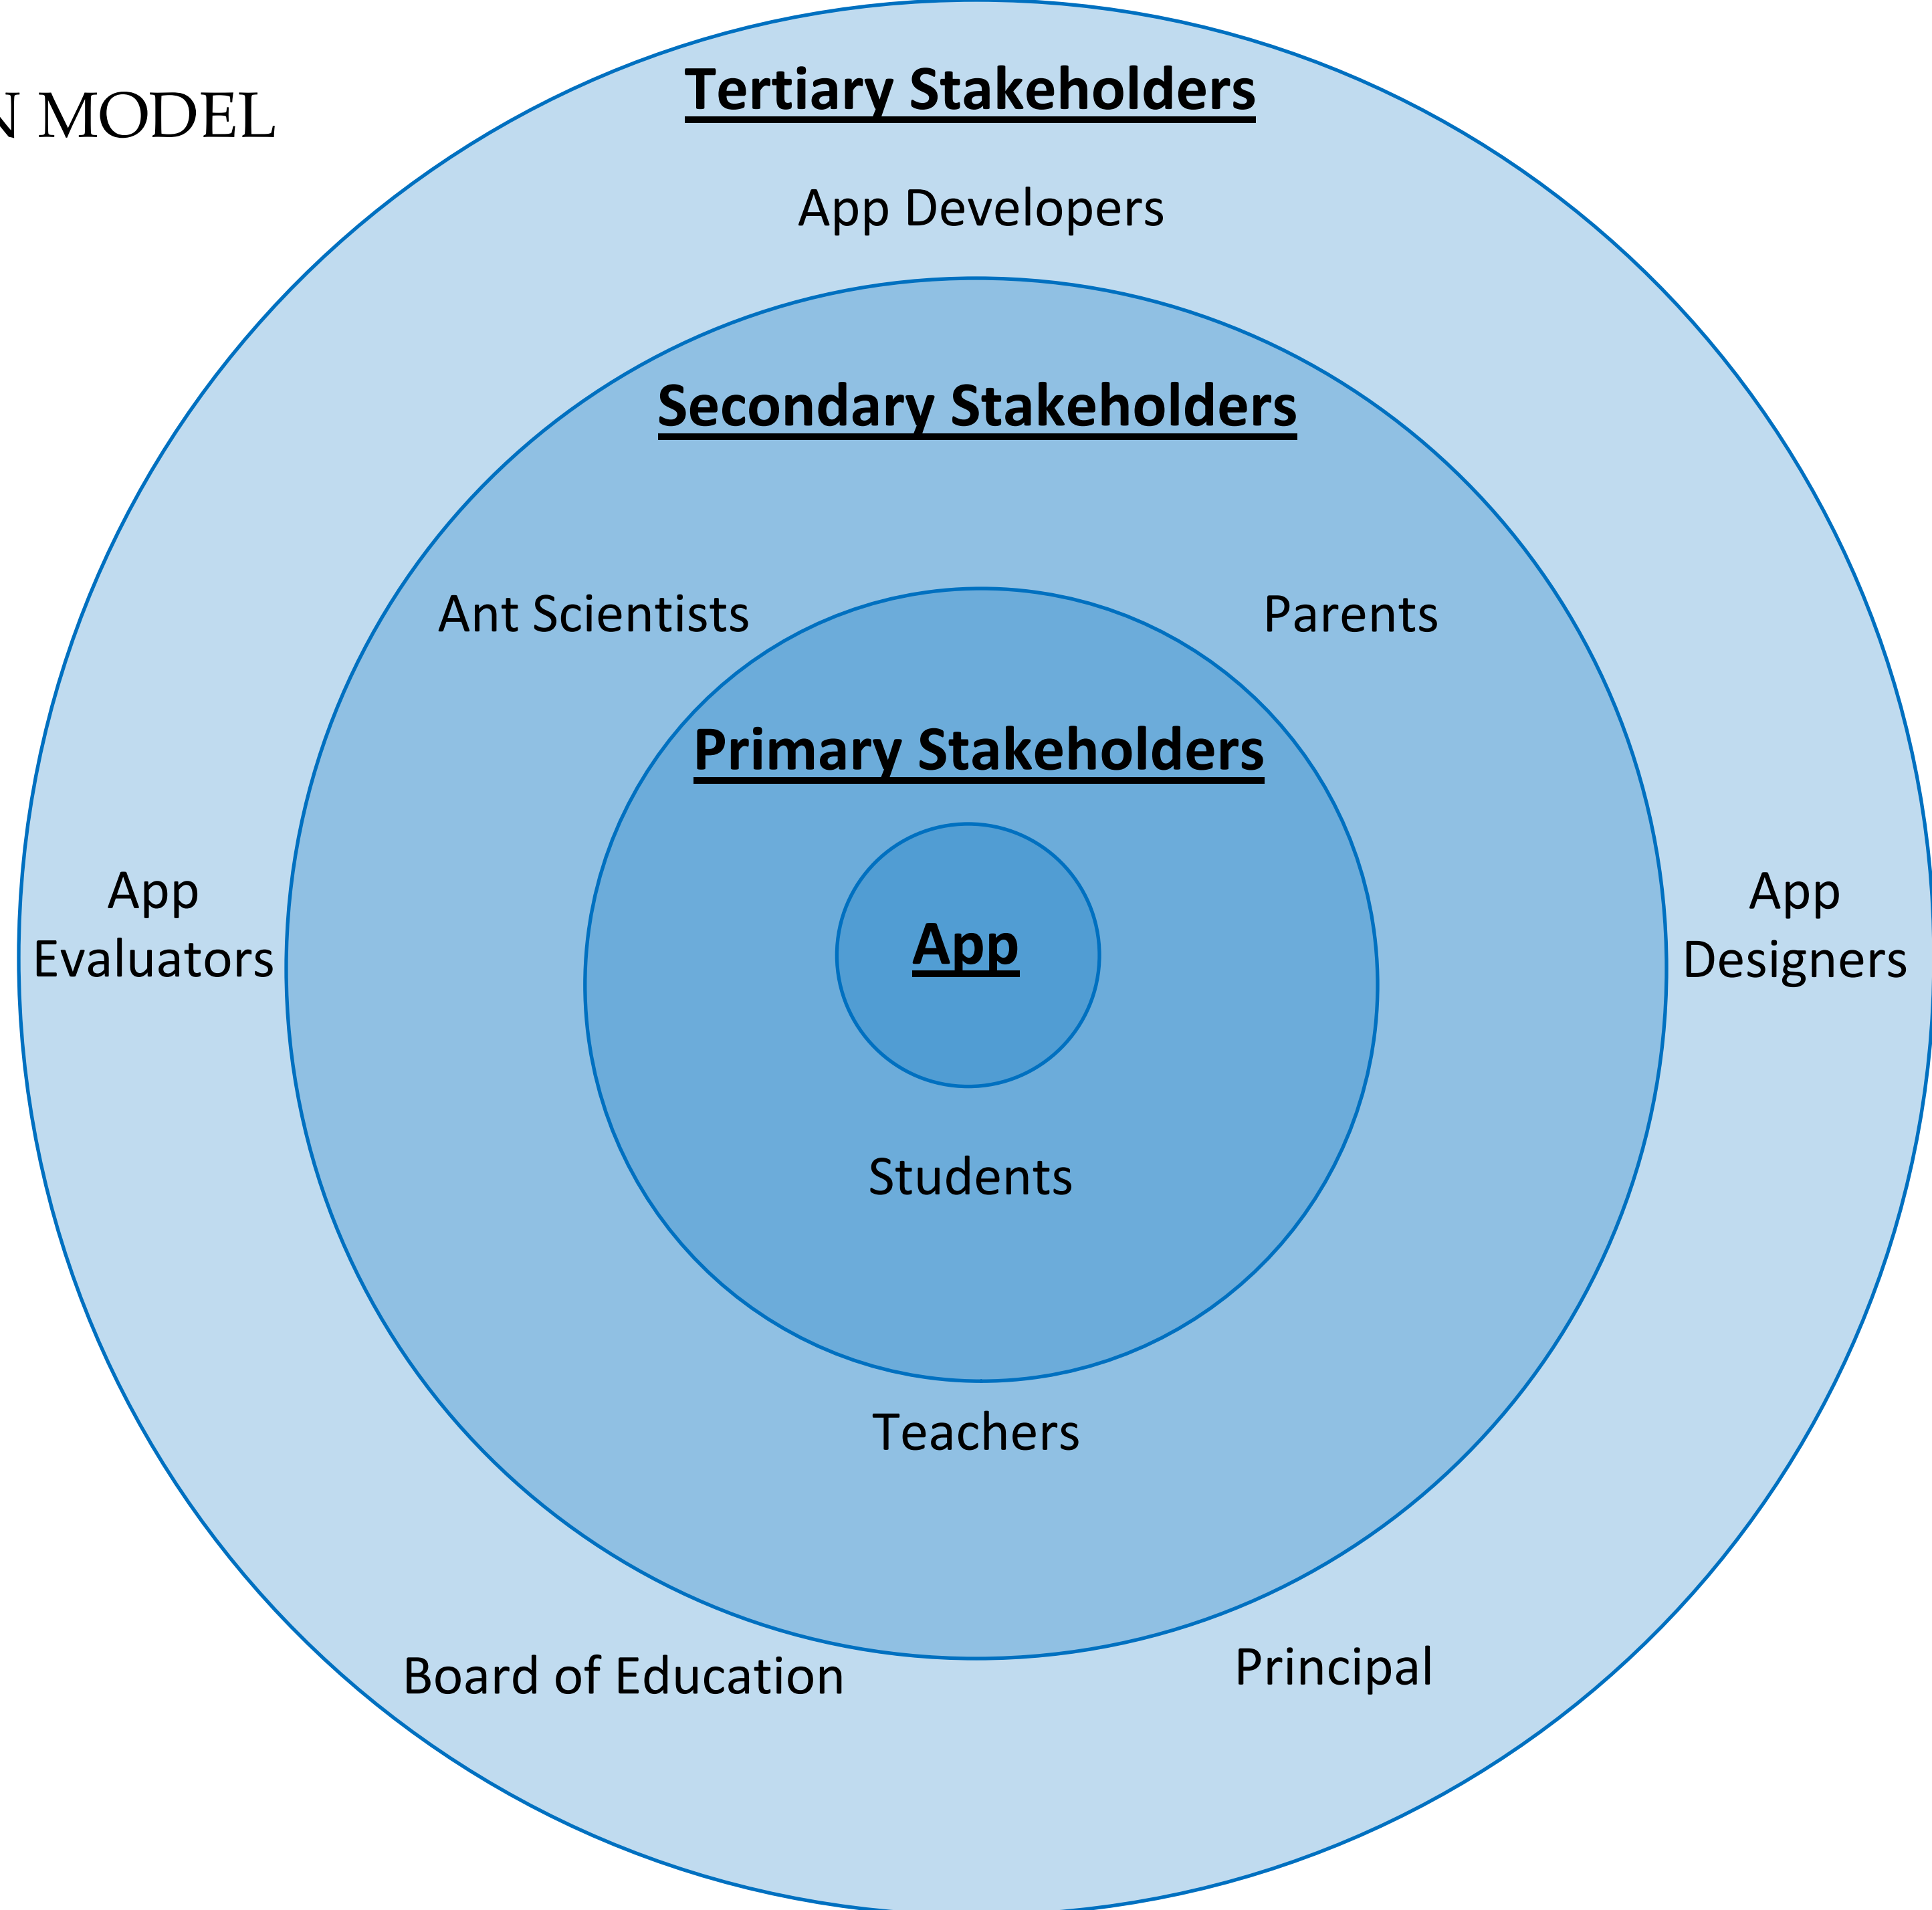 Tertiary Stakeholders
N MODEL
App Developers
Secondary Stakeholders
Ant Scientists
Parents
Primary Stakeholders
App
Evaluators
App
App
Designers
Students
Teachers
Board of Education
Principal